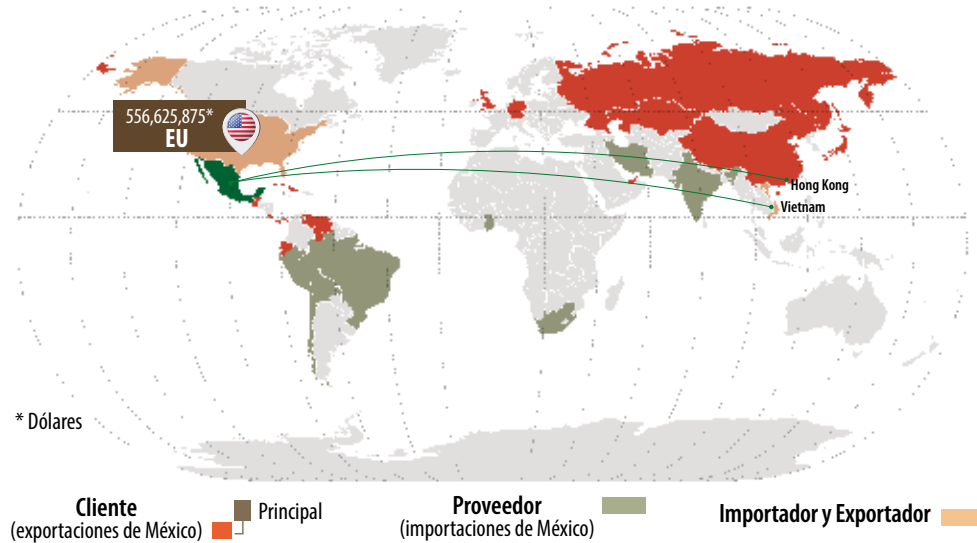 556,625,875*
EU
Hong Kong
Vietnam
* Dólares
Cliente
(exportaciones de México)
Principal
Proveedor
(importaciones de México)
Importador y Exportador